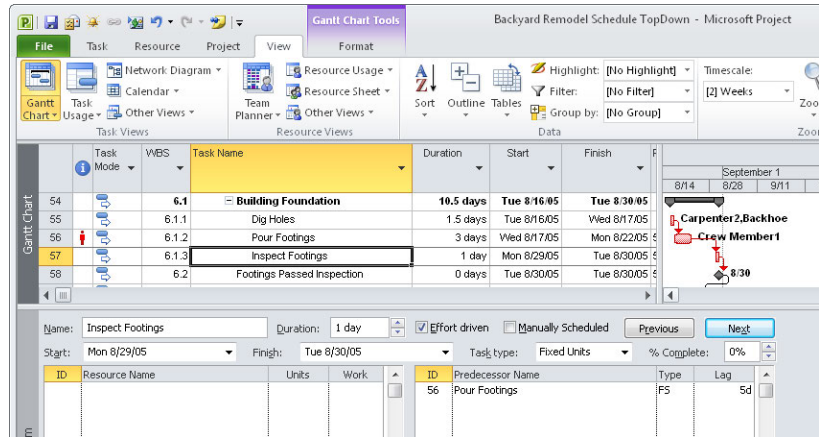 Gantt Chart Tools
Backyard Remodel Schedule TopDown - Microsoft Project
File Task Resource Project View Format
Gantt Chart
Task Usage
Network Diagram
Calendar
Other Views
Task Views
Team Planner
Resource Usage
Resource Sheet
Other Views
Resource Views
Sort
Outline
Tables
Highlight: [No Highlight]
Filter: [No Filter]
Group by: [No Group]
Data
Timescale:
[2] Weeks
Zoo
Zoor
Task Mode WBS Task Name Duration Start Finish F
September 1
8/14 8/28 9/11
54 6.1 Building Foundation 10.5 days Tue 8/16/05 Tue 8/30/05
55 6.1.1 Dig Holes 1.5 days Tue 8/16/05 Wed 8/17/05 Carpenter2,Backhoe
56 6.1.2 Pour Footings 3 days Wed 8/17/05 Mon 8/22/05 5 Crew Member1
57 6.1.3 Inspect Footings 1 day Mon 8/29/05 Tue 8/30/05 5
58 6.2 Footings Passed Inspection 0 days Tue 8/30/05 Tue 8/30/05 5 8/30
Gantt Chart
Name: Inspect Footings Duration: 1 day Effort driven Manually Scheduled Previous Next
Start: Mon 8/29/05 Finish: Tue 8/30/05 Task type: Fixed Units % Complete: 0%
ID Resource Name Units Work ID Predecessor Name Type Lag
56 Pour Footings FS 5d